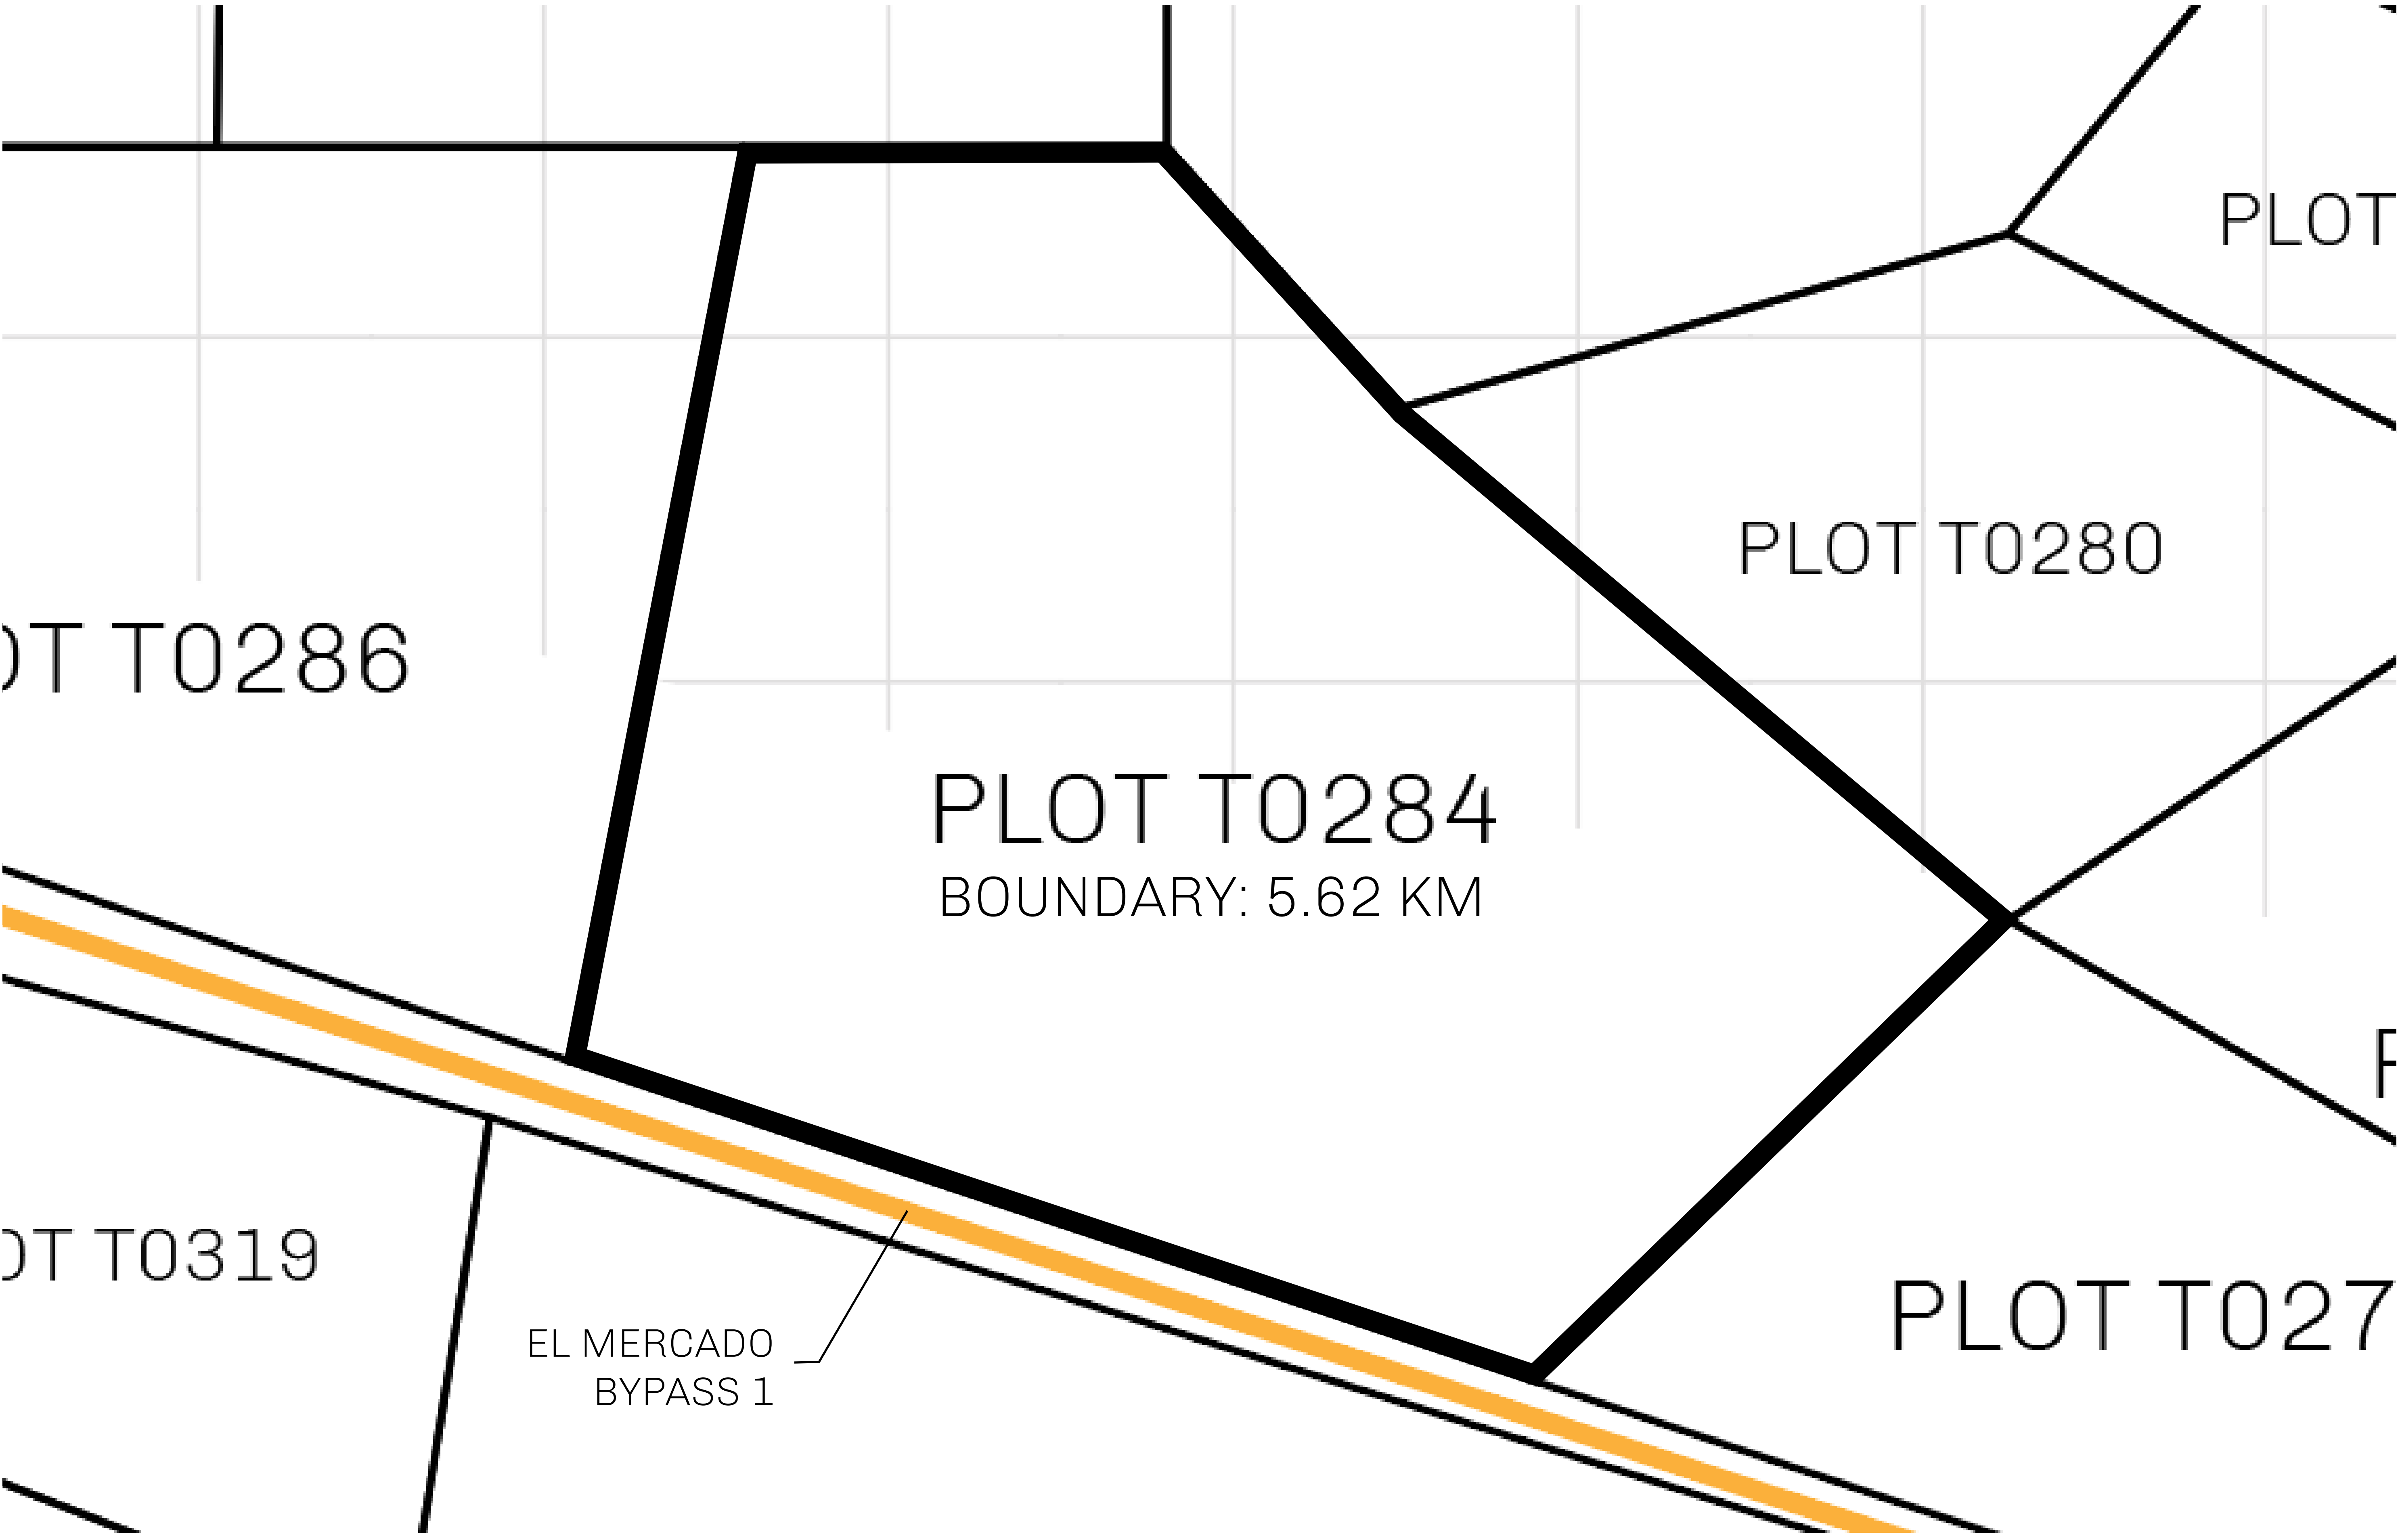 PLOT
PLOT T0280
OT T0286
PLOT T0284
BOUNDARY: 5.62 KM
OT T0319
PLOT T027
EL MERCADO
BYPASS 1